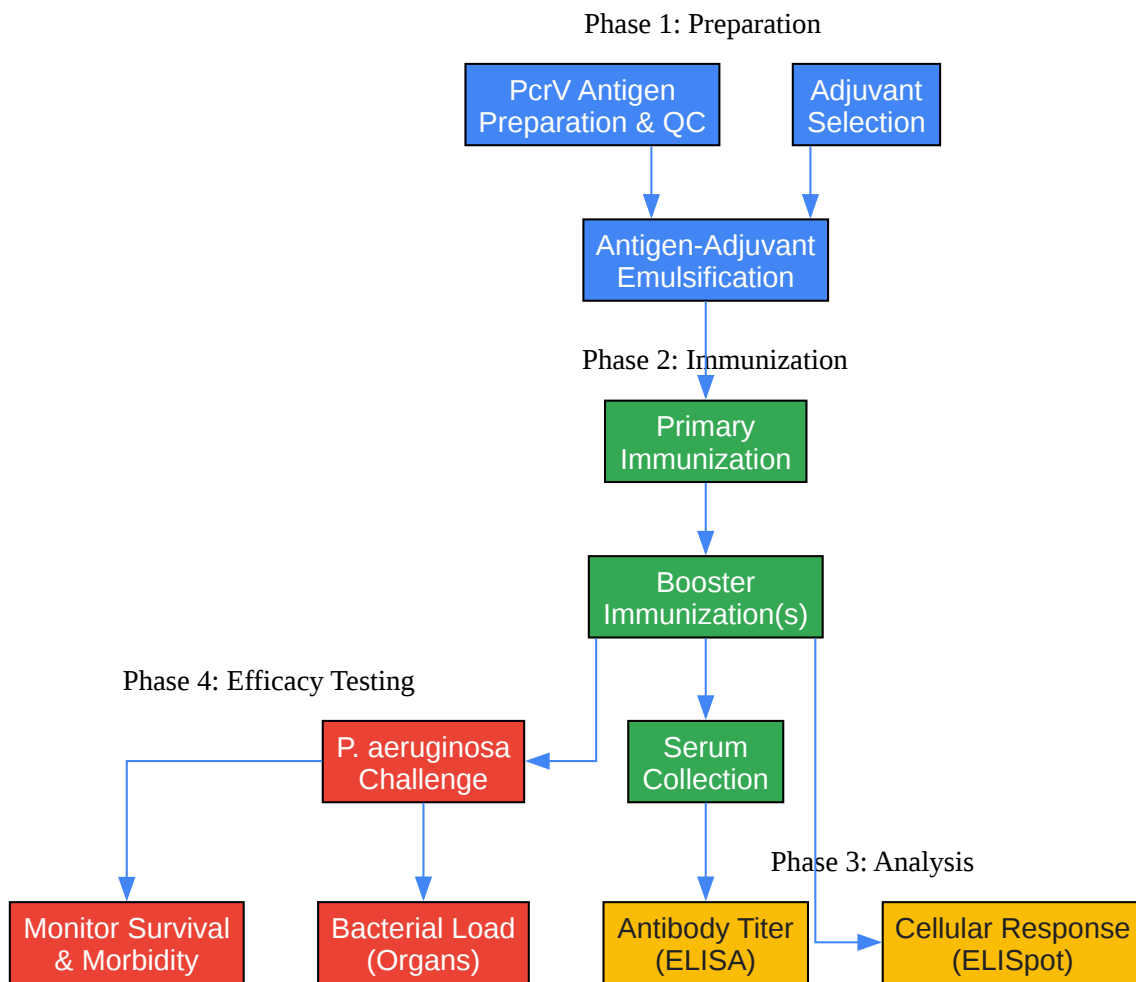 Phase 1: Preparation
PcrV Antigen
Preparation & QC
Adjuvant
Selection
Antigen-Adjuvant
Emulsification
Phase 2: Immunization
Primary
Immunization
Booster
Immunization(s)
Phase 4: Efficacy Testing
P. aeruginosa
Challenge
Serum
Collection
Phase 3: Analysis
Monitor Survival
& Morbidity
Bacterial Load
(Organs)
Antibody Titer
(ELISA)
Cellular Response
(ELISpot)